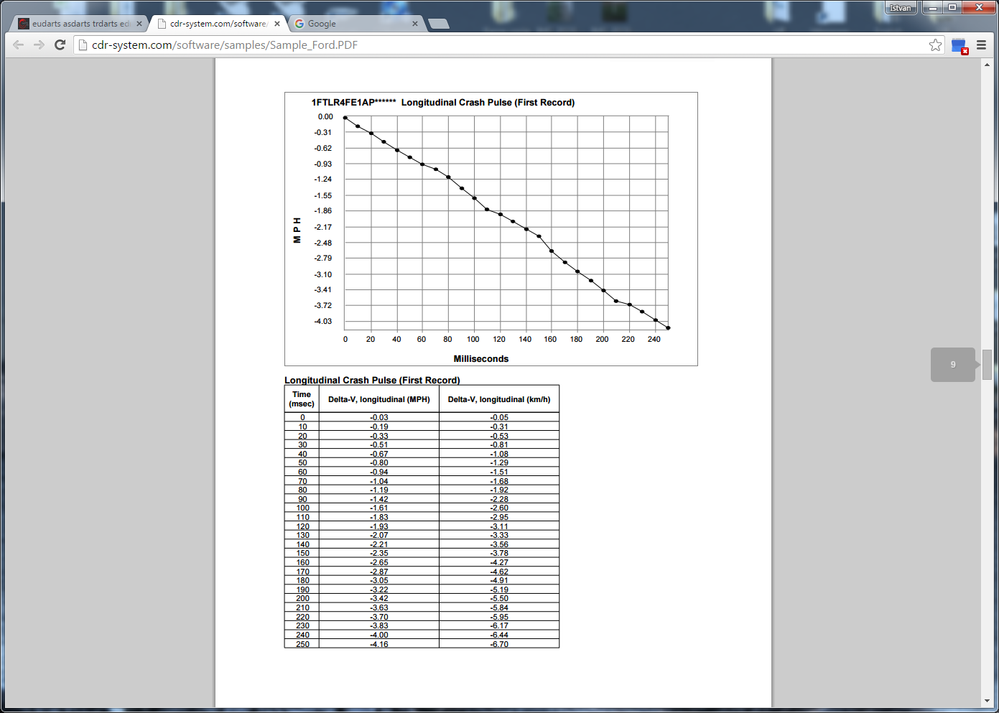 Istvan
eudarts asdarts trdarts ed
cdr-system.com/software/
Google
cdr-system.com/software/samples/Sample_Ford.PDF
1FTLR4FE1AP****** Longitudinal Crash Pulse (First Record)
0.00
-0.31
-0.62
-0.93
-1.24
-1.55
-1.86
-2.17
-2.48
-2.79
-3.10
-3.41
-3.72
-4.03
MPH
0 20 40 60 80 100 120 140 160 180 200 220 240
Milliseconds
9
Longitudinal Crash Pulse (First Record)
Time (msec) Delta-V, longitudinal (MPH) Delta-V, longitudinal (km/h)
0 -0.03 -0.05
10 -0.19 -0.31
20 -0.33 -0.53
30 -0.51 -0.81
40 -0.67 -1.08
50 -0.80 -1.29
60 -0.94 -1.51
70 -1.04 -1.68
80 -1.19 -1.92
90 -1.42 -2.28
100 -1.61 -2.60
110 -1.83 -2.95
120 -1.93 -3.11
130 -2.07 -3.33
140 -2.21 -3.56
150 -2.35 -3.78
160 -2.65 -4.27
170 -2.87 -4.62
180 -3.05 -4.91
190 -3.22 -5.19
200 -3.42 -5.50
210 -3.63 -5.84
220 -3.70 -5.95
230 -3.83 -6.17
240 -4.00 -6.44
250 -4.16 -6.70